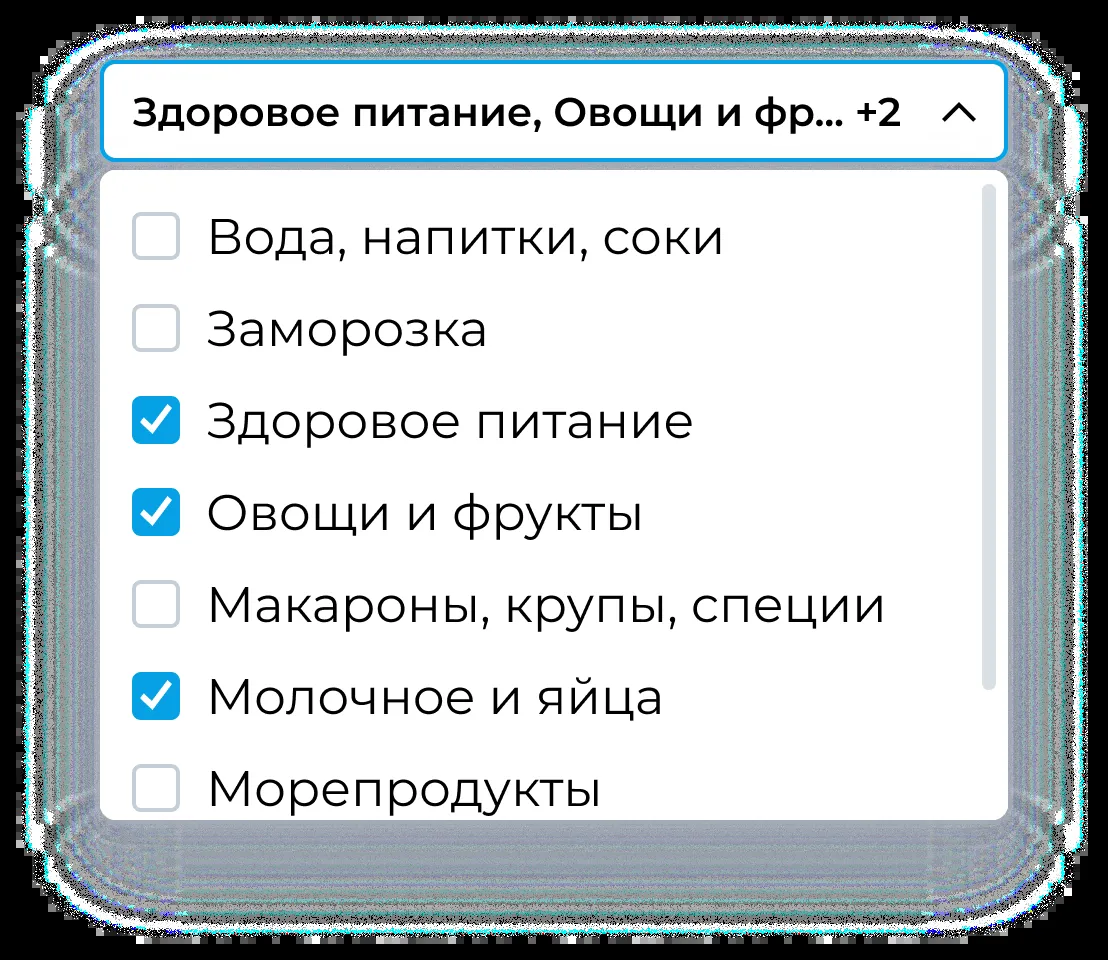 Здоровое питание, Овощи и фр... +2
Вода, напитки, соки
Заморозка
Здоровое питание
Овощи и фрукты
Макароны, крупы, специи
Молочное и яйца
Морепродукты